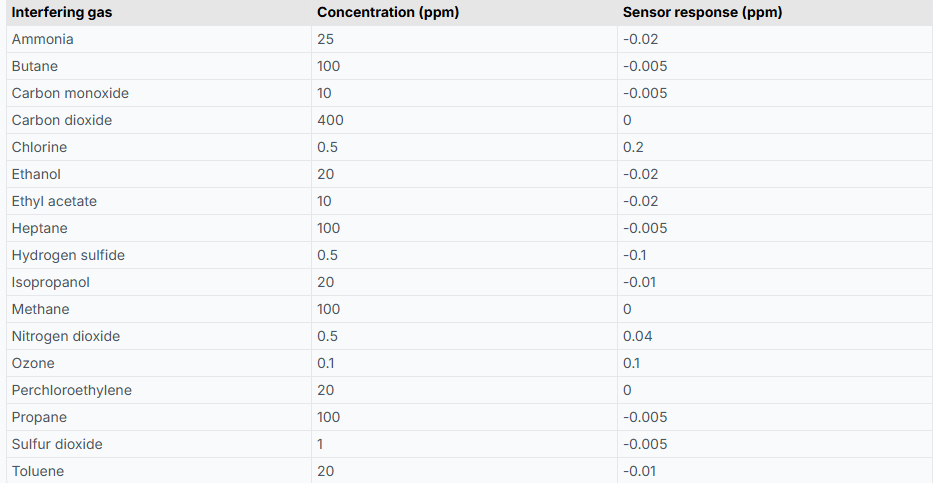 Interfering gas Concentration (ppm) Sensor response (ppm)
Ammonia 25 -0.02
Butane 100 -0.005
Carbon monoxide 10 -0.005
Carbon dioxide 400 0
Chlorine 0.5 0.2
Ethanol 20 -0.02
Ethyl acetate 10 -0.02
Heptane 100 -0.005
Hydrogen sulfide 0.5 -0.1
Isopropanol 20 -0.01
Methane 100 0
Nitrogen dioxide 0.5 0.04
Ozone 0.1 0.1
Perchloroethylene 20 0
Propane 100 -0.005
Sulfur dioxide 1 -0.005
Toluene 20 -0.01